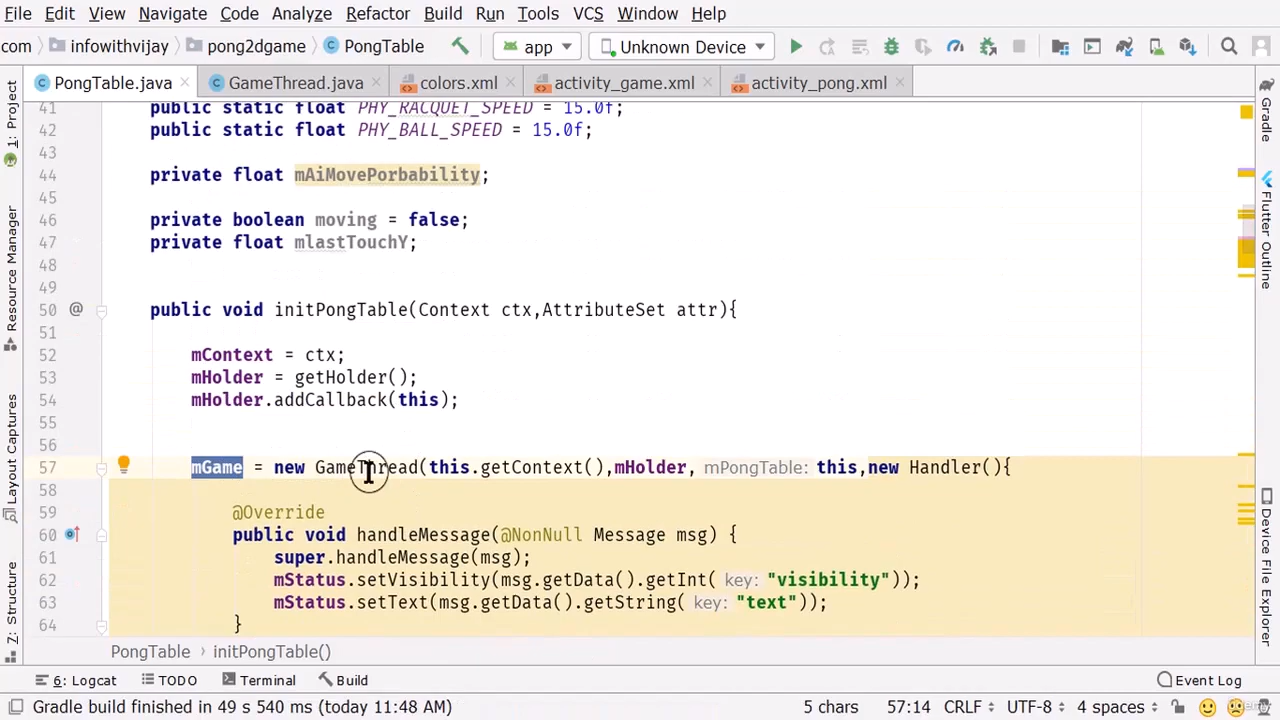 File Edit View Navigate Code Analyze Refactor Build Run Tools VCS Window Help
com infowithvijay pong2dgame PongTable app Unknown Device
PongTable.java GameThread.java colors.xml activity_game.xml activity_pong.xml
41 public static float PHY_RACQUET_SPEED = 15.0f;
42 public static float PHY_BALL_SPEED = 15.0f;
43
44 private float mAiMovePorbability;
45
46 private boolean moving = false;
47 private float mlastTouchY;
48
49
50 @ public void initPongTable(Context ctx,AttributeSet attr){
51
52 mContext = ctx;
53 mHolder = getHolder();
54 mHolder.addCallback(this);
55
56
57 mGame = new GameThread(this.getContext(),mHolder, mPongTable: this,new Handler(){
58
59 @Override
60 public void handleMessage(@NonNull Message msg) {
61 super.handleMessage(msg);
62 mStatus.setVisibility(msg.getData().getInt( key: "visibility"));
63 mStatus.setText(msg.getData().getString( key: "text"));
64 }
PongTable › initPongTable()
6: Logcat TODO Terminal Build Event Log
Gradle build finished in 49 s 540 ms (today 11:48 AM) 5 chars 57:14 CRLF UTF-8 4 spaces
1: Project
Resource Manager
Layout Captures
Z: Structure
Gradle
Flutter Outline
Device File Explorer